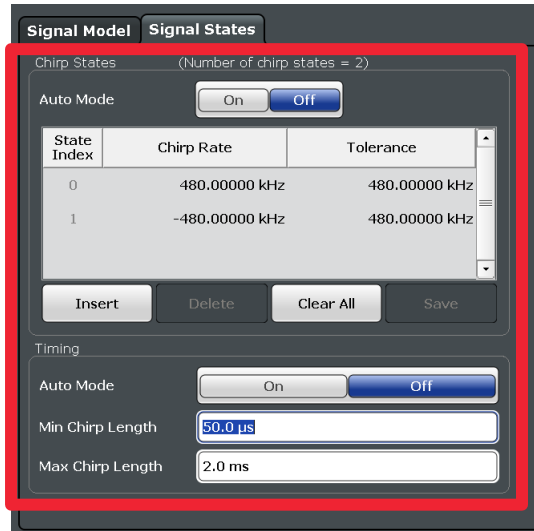 Signal Model Signal States
Chirp States (Number of chirp states = 2)
Auto Mode On Off
State Index Chirp Rate Tolerance
0 480.00000 kHz 480.00000 kHz
1 -480.00000 kHz 480.00000 kHz
Insert Delete Clear All Save
Timing
Auto Mode On Off
Min Chirp Length 50.0 µs
Max Chirp Length 2.0 ms